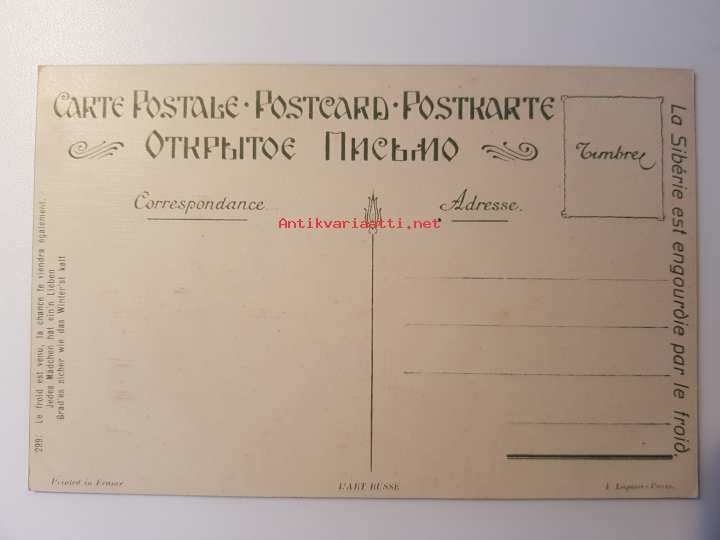 CARTE POSTALE · POSTCARD · POSTKARTE
ОТКРЫТОЕ ПИСЬМО
Timbre
Correspondance
Adresse.
Antikvariaatti.net
La Sibérie est engourdie par le froid.
299. Le froid est venu, la chance te viendra également.
Jedes Mädchen hat ein'n Lieben
Grad'es sicher wie das Winter'st kalt
Printed in France
L'ART RUSSE
I. Lapina - Paris.